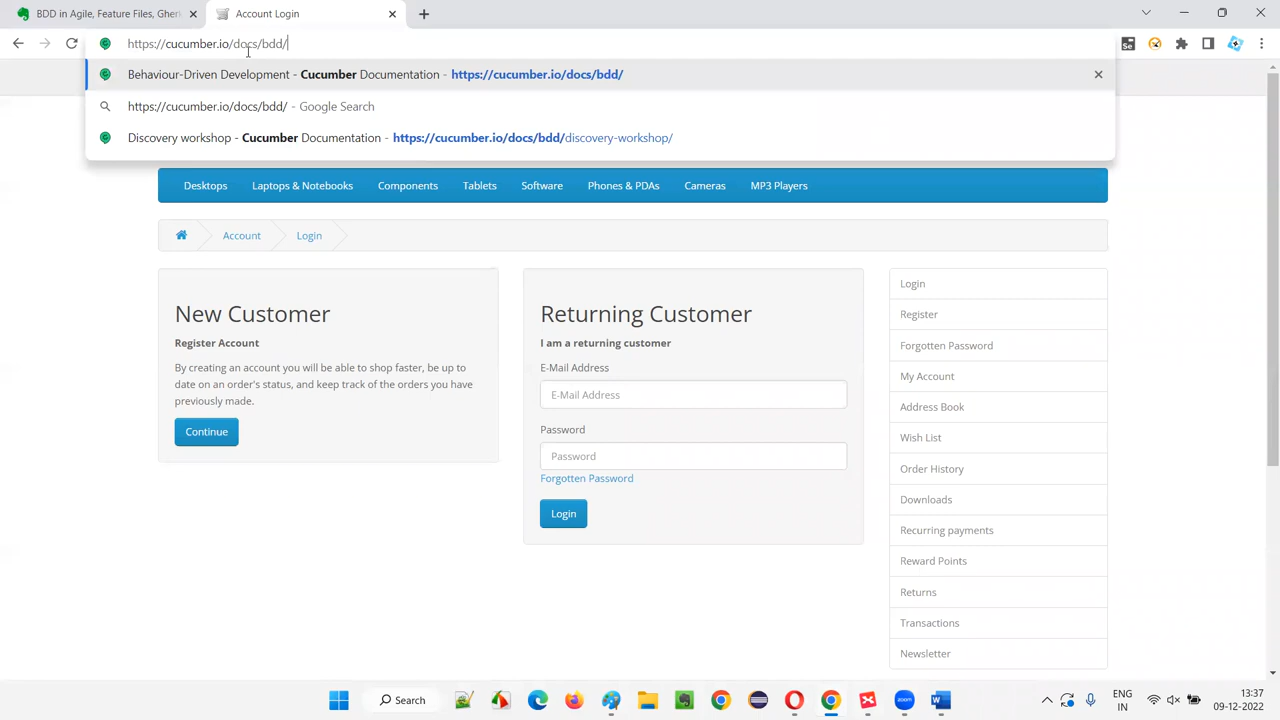 BDD in Agile, Feature Files, Gher
Account Login
https://cucumber.io/docs/bdd/
Behaviour-Driven Development - Cucumber Documentation - https://cucumber.io/docs/bdd/
https://cucumber.io/docs/bdd/ - Google Search
Discovery workshop - Cucumber Documentation - https://cucumber.io/docs/bdd/discovery-workshop/
Desktops Laptops & Notebooks Components Tablets Software Phones & PDAs Cameras MP3 Players
Account Login
New Customer
Register Account
By creating an account you will be able to shop faster, be up
to date on an order's status, and keep track of the orders you have
previously made.
Continue
Returning Customer
I am a returning customer
E-Mail Address
E-Mail Address
Password
Password
Forgotten Password
Login
Login
Register
Forgotten Password
My Account
Address Book
Wish List
Order History
Downloads
Recurring payments
Reward Points
Returns
Transactions
Newsletter
Search
ENG
IN
13:37
09-12-2022